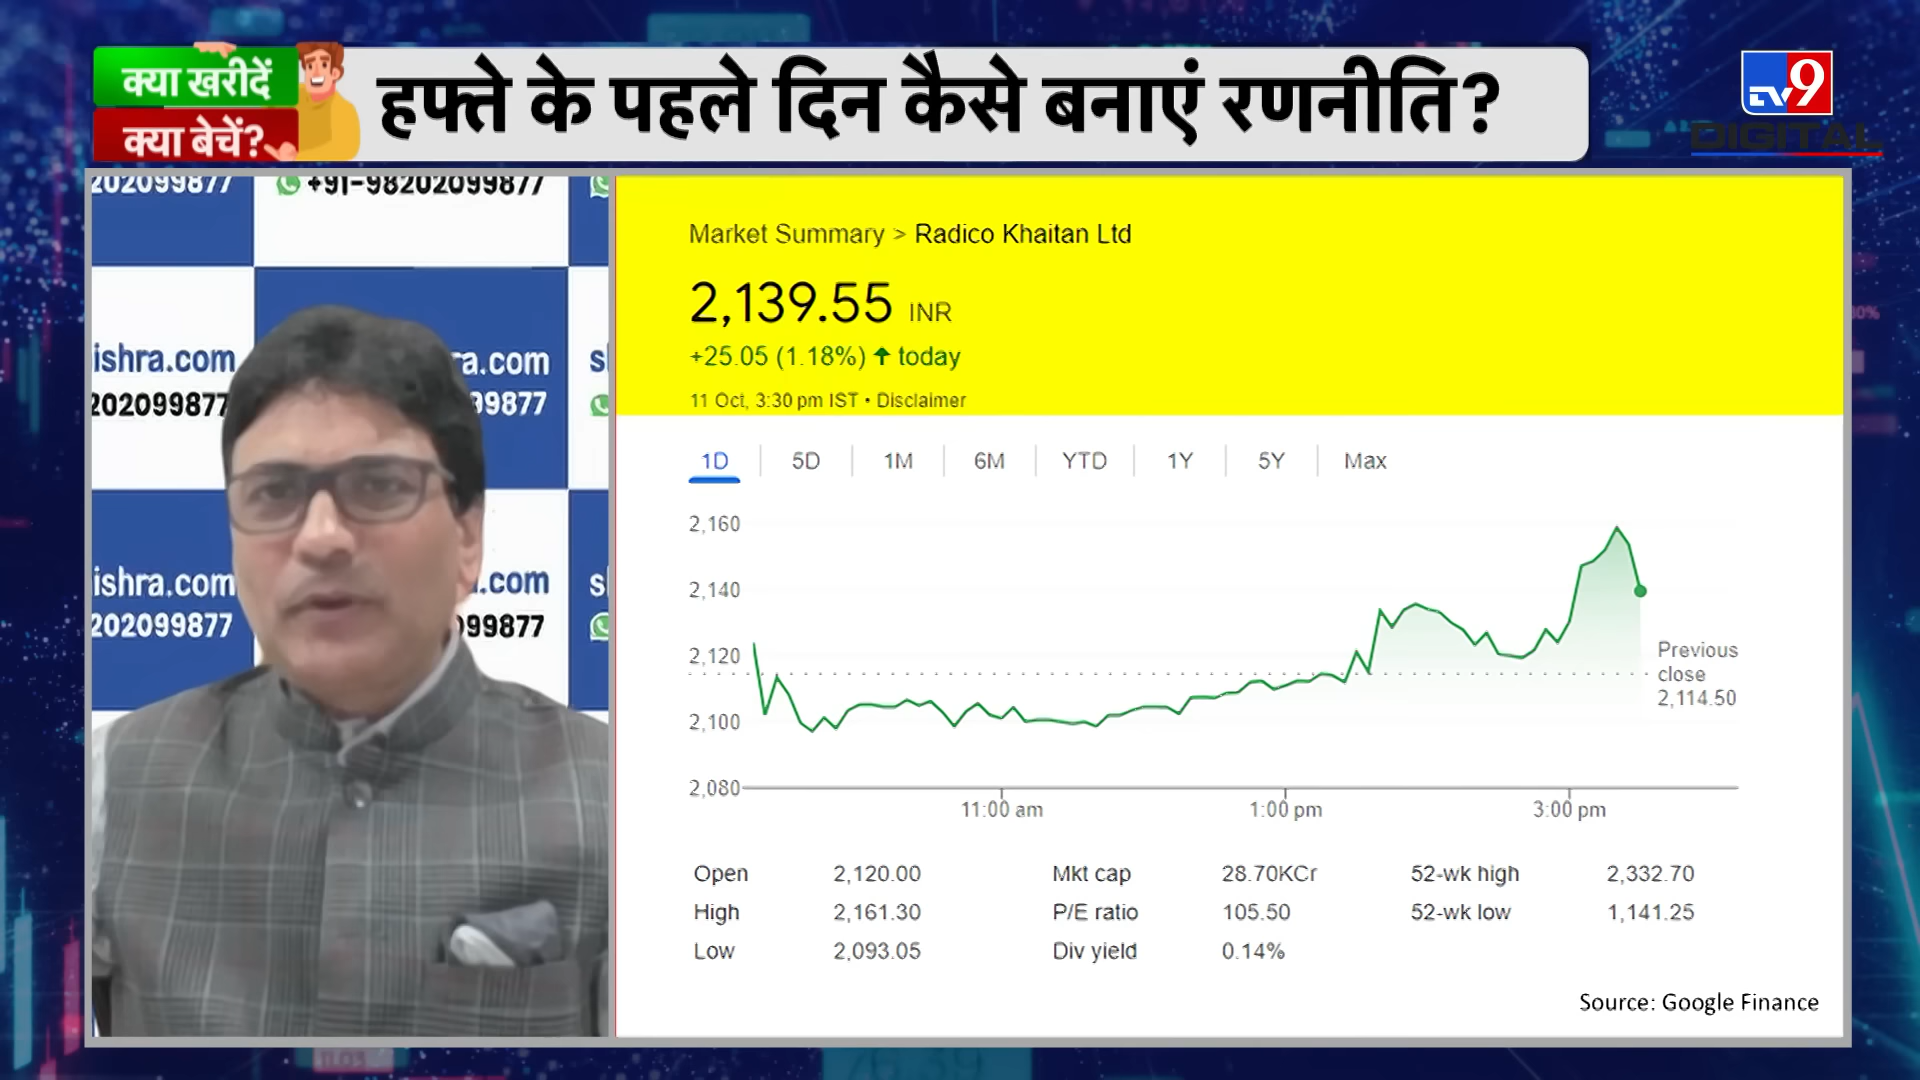 क्या खरीदें
क्या बेचें?
हफ्ते के पहले दिन कैसे बनाएं रणनीति?
TV9
DIGITAL
202099877
+91-98202099877
ishra.com
ra.com
202099877
99877
ishra.com
.com
202099877
99877
Market Summary > Radico Khaitan Ltd
2,139.55 INR
+25.05 (1.18%) ↑ today
11 Oct, 3:30 pm IST • Disclaimer
1D 5D 1M 6M YTD 1Y 5Y Max
2,160
2,140
2,120
2,100
2,080
Previous
close
2,114.50
11:00 am 1:00 pm 3:00 pm
Open 2,120.00 Mkt cap 28.70KCr 52-wk high 2,332.70
High 2,161.30 P/E ratio 105.50 52-wk low 1,141.25
Low 2,093.05 Div yield 0.14%
Source: Google Finance